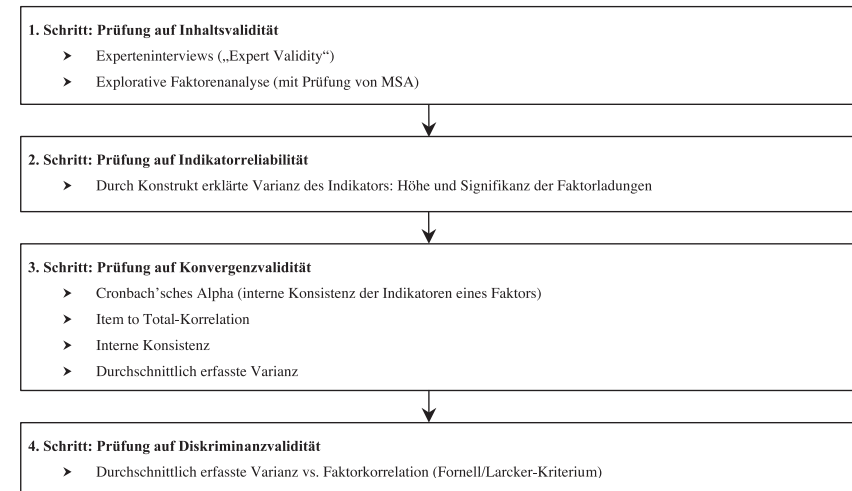 1. Schritt: Prüfung auf Inhaltsvalidität
➤ Experteninterviews („Expert Validity“)
➤ Explorative Faktorenanalyse (mit Prüfung von MSA)
2. Schritt: Prüfung auf Indikatorreliabilität
➤ Durch Konstrukt erklärte Varianz des Indikators: Höhe und Signifikanz der Faktorladungen
3. Schritt: Prüfung auf Konvergenzvalidität
➤ Cronbach’sches Alpha (interne Konsistenz der Indikatoren eines Faktors)
➤ Item to Total-Korrelation
➤ Interne Konsistenz
➤ Durchschnittlich erfasste Varianz
4. Schritt: Prüfung auf Diskriminanzvalidität
➤ Durchschnittlich erfasste Varianz vs. Faktorkorrelation (Fornell/Larcker-Kriterium)